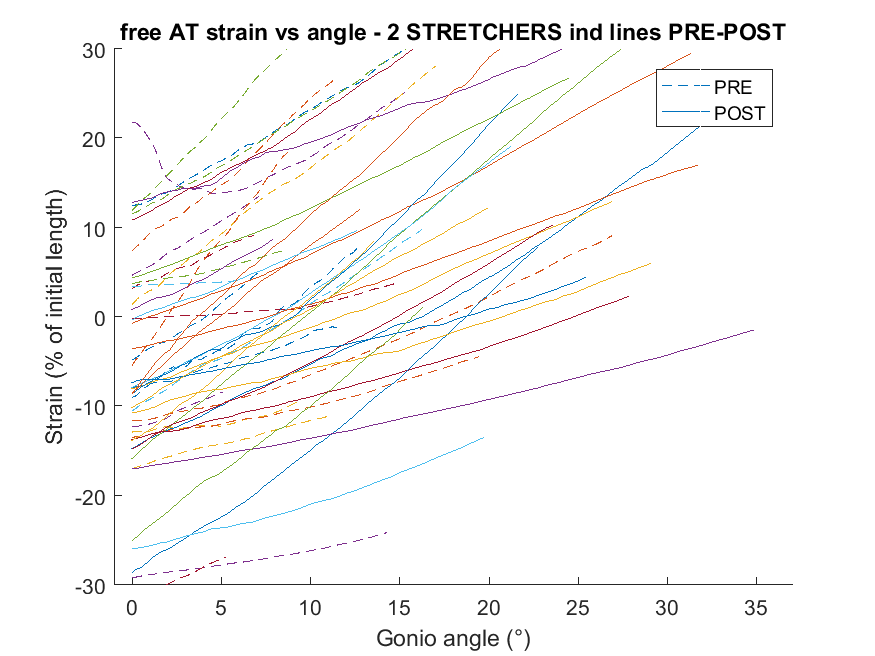 free AT strain vs angle - 2 STRETCHERS ind lines PRE-POST
30
20
10
0
-10
-20
-30
Strain (% of initial length)
PRE
POST
0 5 10 15 20 25 30 35
Gonio angle (°)